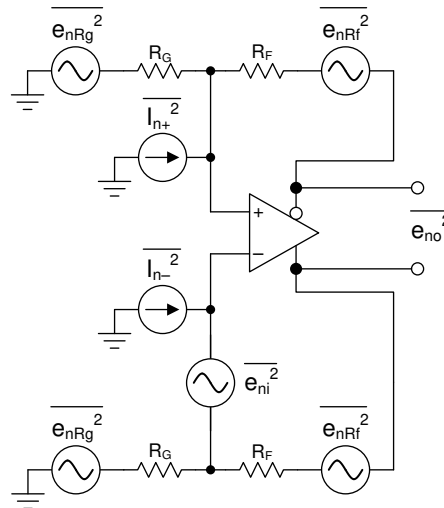 e_nRg^2
R_G
R_F
e_nRf^2
I_n+^2
+
e_no^2
−
I_n–^2
e_ni^2
e_nRg^2
R_G
R_F
e_nRf^2